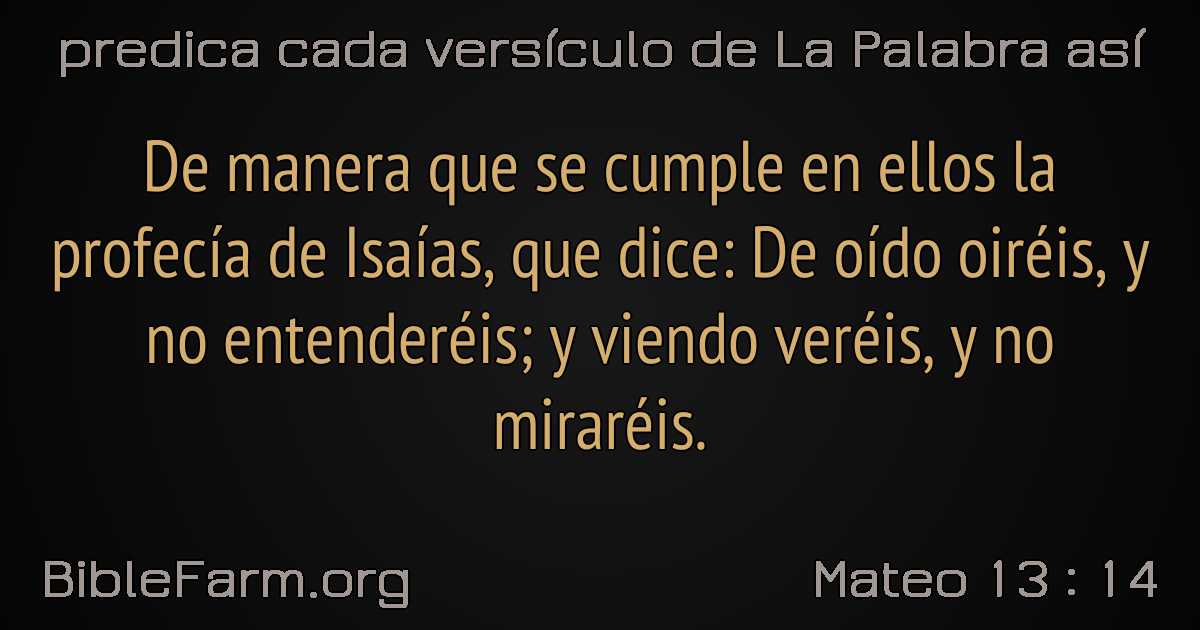 predica cada versículo de La Palabra así
De manera que se cumple en ellos la
profecía de Isaías, que dice: De oído oiréis, y
no entenderéis; y viendo veréis, y no
miraréis.
BibleFarm.org
Mateo 13 : 14